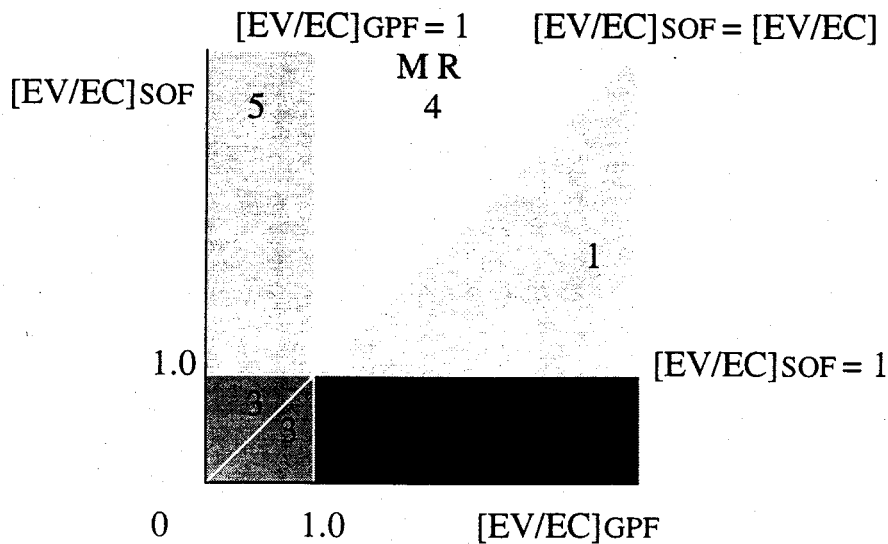 [EV/EC]GPF = 1
[EV/EC]SOF = [EV/EC]
[EV/EC]SOF
M R
5
4
1
1.0
[EV/EC]SOF = 1
3
3
0
1.0
[EV/EC]GPF